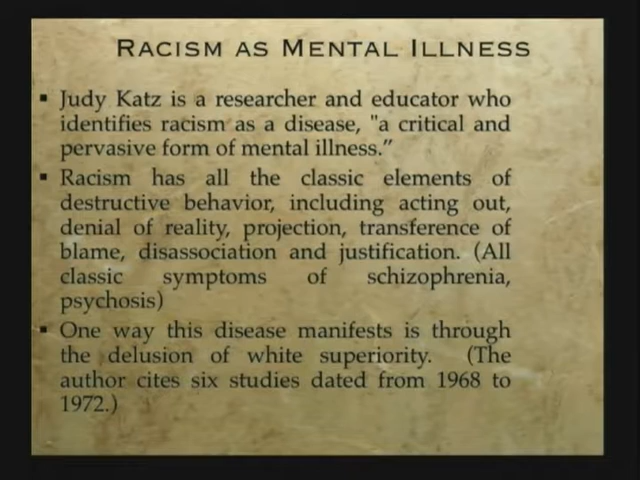 RACISM AS MENTAL ILLNESS
▪ Judy Katz is a researcher and educator who
identifies racism as a disease, "a critical and
pervasive form of mental illness.”
▪ Racism has all the classic elements of
destructive behavior, including acting out,
denial of reality, projection, transference of
blame, disassociation and justification. (All
classic symptoms of schizophrenia,
psychosis)
▪ One way this disease manifests is through
the delusion of white superiority. (The
author cites six studies dated from 1968 to
1972.)